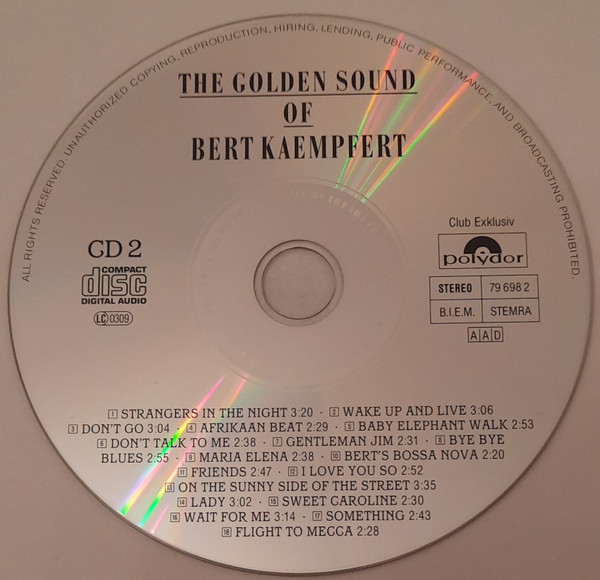 ALL RIGHTS RESERVED. UNAUTHORIZED COPYING, REPRODUCTION, HIRING, LENDING, PUBLIC PERFORMANCE, AND BROADCASTING PROHIBITED.
THE GOLDEN SOUND
OF
BERT KAEMPFERT
CD 2
COMPACT
disc
DIGITAL AUDIO
LC 0309
Club Exklusiv
polydor
STEREO 79 698 2
B.I.E.M. STEMRA
A A D
1 STRANGERS IN THE NIGHT 3:20 · 2 WAKE UP AND LIVE 3:06
3 DON'T GO 3:04 · 4 AFRIKAAN BEAT 2:29 · 5 BABY ELEPHANT WALK 2:53
6 DON'T TALK TO ME 2:38 · 7 GENTLEMAN JIM 2:31 · 8 BYE BYE
BLUES 2:55 · 9 MARIA ELENA 2:38 · 10 BERT'S BOSSA NOVA 2:20
11 FRIENDS 2:47 · 12 I LOVE YOU SO 2:52
13 ON THE SUNNY SIDE OF THE STREET 3:35
14 LADY 3:02 · 15 SWEET CAROLINE 2:30
16 WAIT FOR ME 3:14 · 17 SOMETHING 2:43
18 FLIGHT TO MECCA 2:28